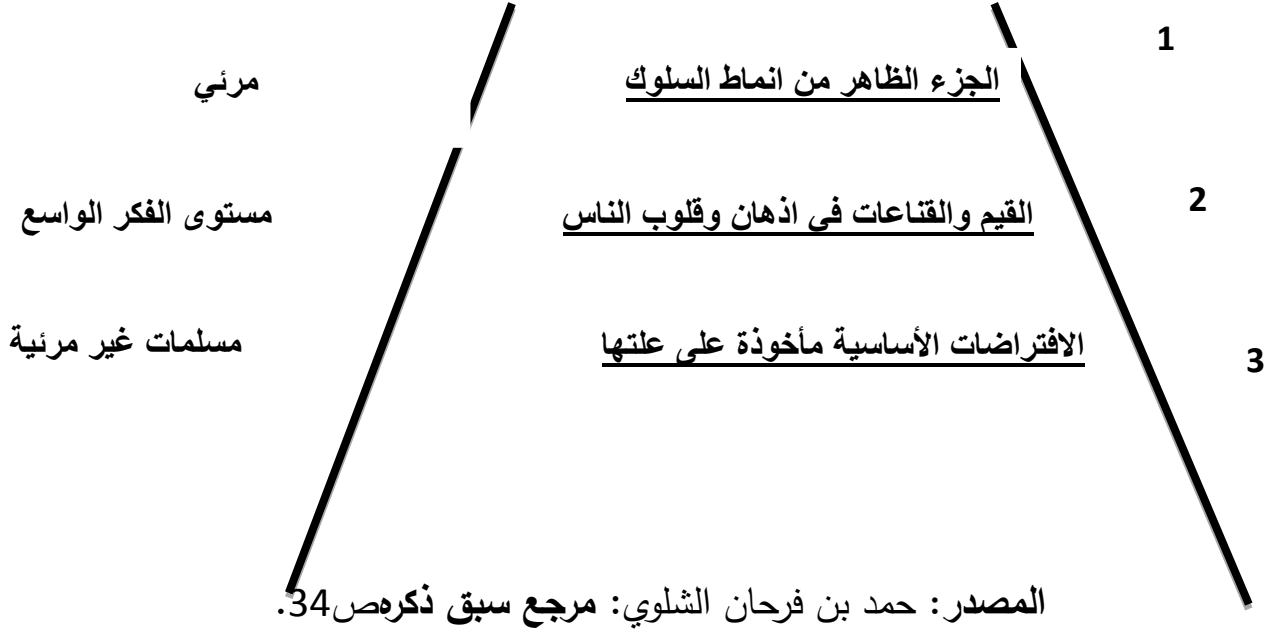 1
الجزء الظاهر من انماط السلوك
مرئي
2
القيم والقناعات في اذهان وقلوب الناس
مستوى الفكر الواسع
3
الافتراضات الأساسية مأخوذة على علتها
مسلمات غير مرئية
المصدر: حمد بن فرحان الشلوي: مرجع سبق ذكرهص34.